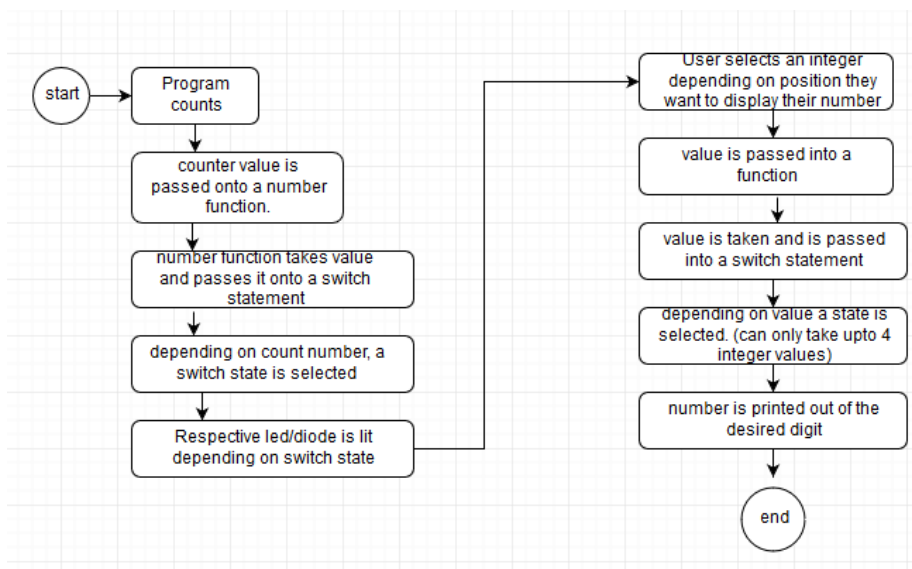 start
Program
counts
counter value is
passed onto a number
function.
number function takes value
and passes it onto a switch
statement
depending on count number, a
switch state is selected
Respective led/diode is lit
depending on switch state
User selects an integer
depending on position they
want to display their number
value is passed into a
function
value is taken and is passed
into a switch statement
depending on value a state is
selected. (can only take upto 4
integer values)
number is printed out of the
desired digit
end